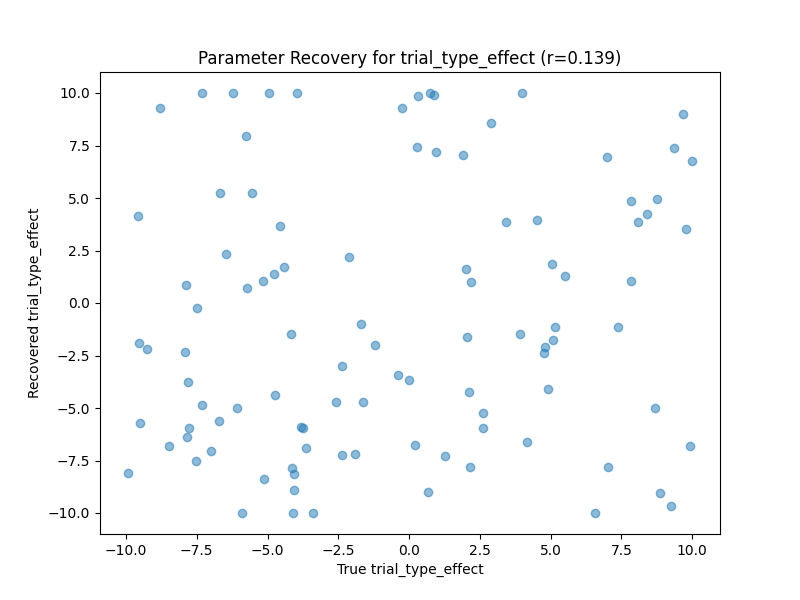 Parameter Recovery for trial_type_effect (r=0.139)
10.0
7.5
5.0
2.5
0.0
−2.5
−5.0
−7.5
−10.0
Recovered trial_type_effect
−10.0 −7.5 −5.0 −2.5 0.0 2.5 5.0 7.5 10.0
True trial_type_effect